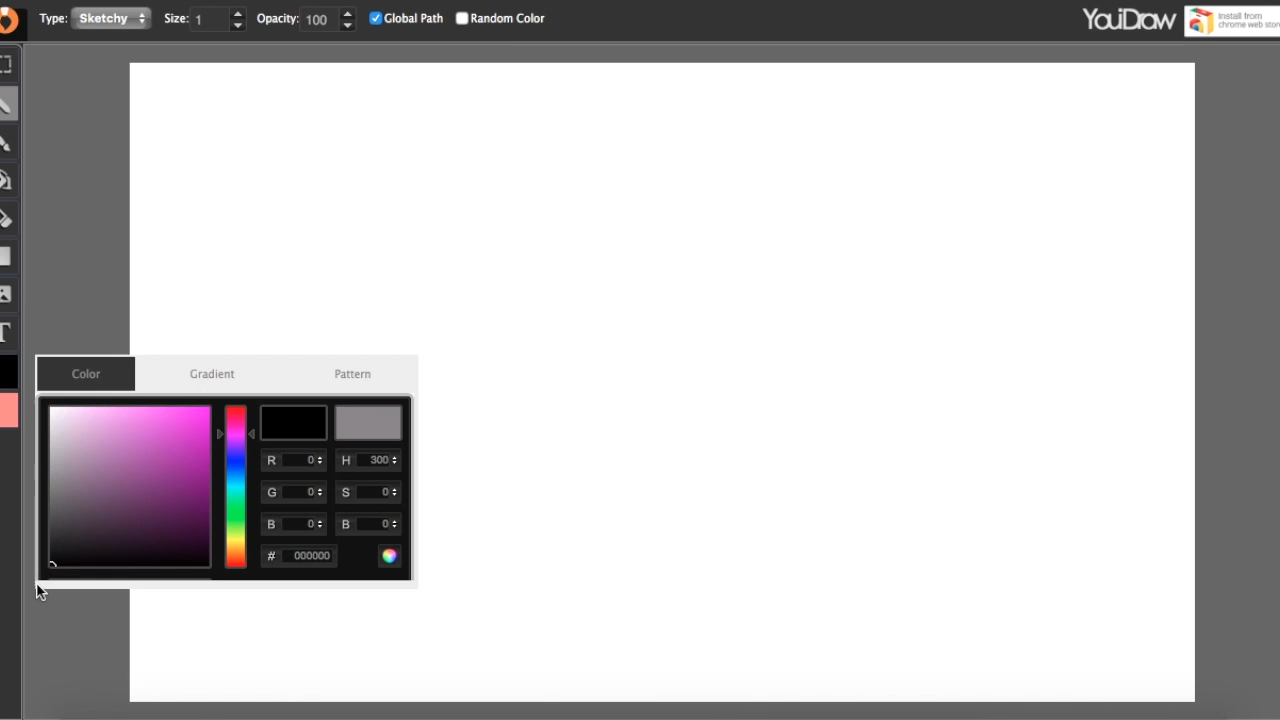 Type: Sketchy Size: 1 Opacity: 100 Global Path Random Color
YouiDraw
Install from
chrome web store
T
Color Gradient Pattern
R 0 H 300
G 0 S 0
B 0 B 0
# 000000